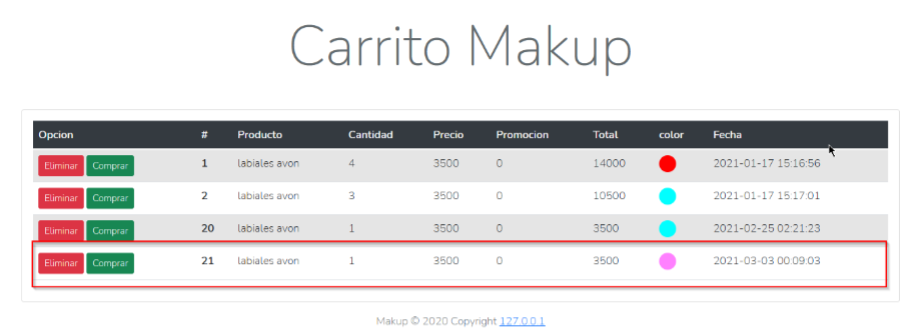 Carrito Makup
Opcion # Producto Cantidad Precio Promocion Total color Fecha
Eliminar Comprar 1 labiales avon 4 3500 0 14000 2021-01-17 15:16:56
Eliminar Comprar 2 labiales avon 3 3500 0 10500 2021-01-17 15:17:01
Eliminar Comprar 20 labiales avon 1 3500 0 3500 2021-02-25 02:21:23
Eliminar Comprar 21 labiales avon 1 3500 0 3500 2021-03-03 00:09:03
Makup © 2020 Copyright 127.0.0.1